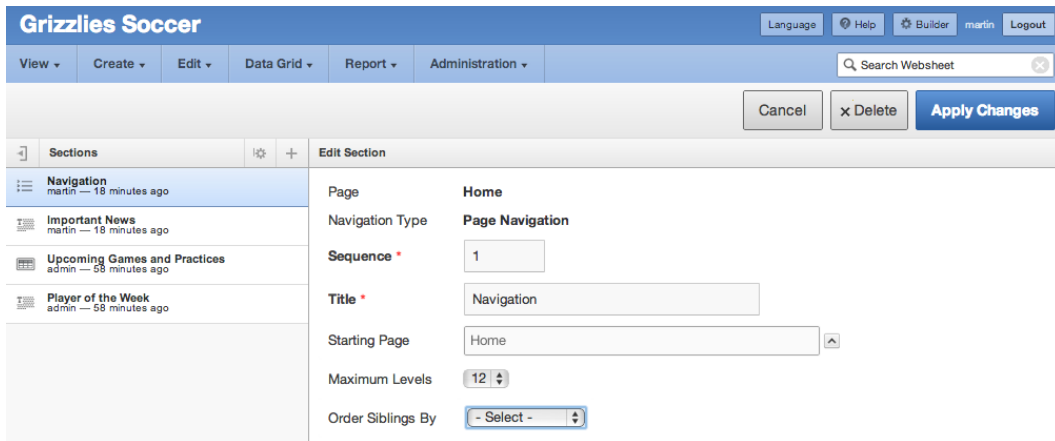 Grizzlies Soccer
Language Help Builder martin Logout
View Create Edit Data Grid Report Administration Search Websheet
Cancel x Delete Apply Changes
Sections Edit Section
Navigation
martin — 18 minutes ago
Important News
martin — 18 minutes ago
Upcoming Games and Practices
admin — 58 minutes ago
Player of the Week
admin — 58 minutes ago
Page Home
Navigation Type Page Navigation
Sequence * 1
Title * Navigation
Starting Page Home
Maximum Levels 12
Order Siblings By - Select -